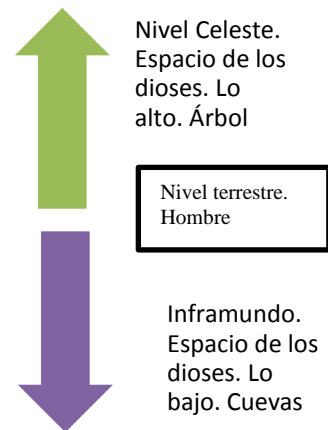 Nivel Celeste.
Espacio de los
dioses. Lo
alto. Árbol
Nivel terrestre.
Hombre
Inframundo.
Espacio de los
dioses. Lo
bajo. Cuevas